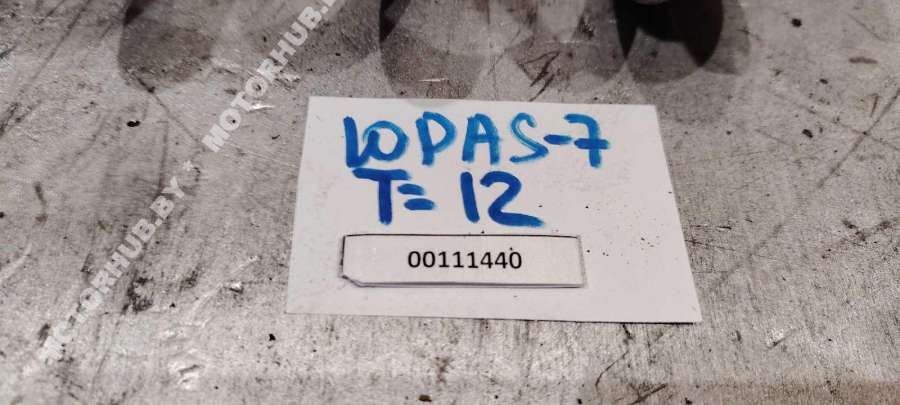 MOTORHUB.BY * MOTORHUB.BY
10PAS-7
T=12
00111440